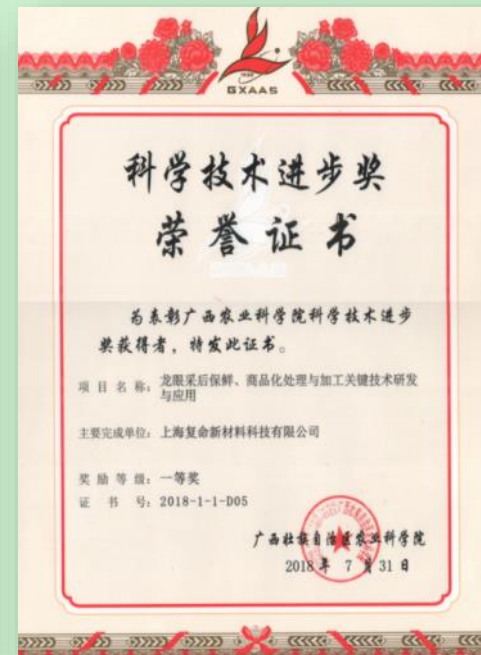 GXAAS
科学技术进步奖
荣誉证书
为表彰广西农业科学院科学技术进步
奖获得者，特发此证书。
项目名称：龙眼采后保鲜、商品化处理与加工关键技术研发
与应用
主要完成单位：上海复命新材料科技有限公司
奖励等级：一等奖
证书号：2018-1-1-D05
广西壮族自治区农业科学院
2018年7月31日